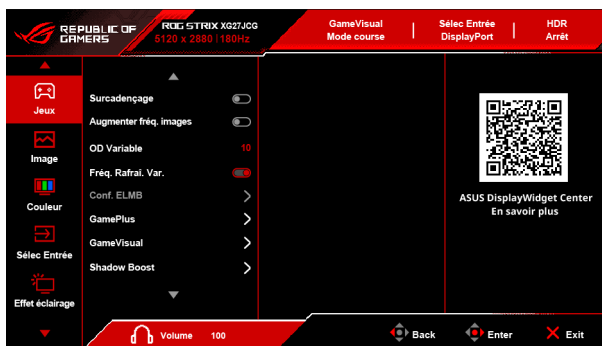 REPUBLIC OF
GAMERS
ROG STRIX XG27JCG
5120 x 2880 | 180Hz
GameVisual
Mode course
Sélec Entrée
DisplayPort
HDR
Arrêt
Jeux
Image
Couleur
Sélec Entrée
Effet éclairage
Surcadençage
Augmenter fréq. images
OD Variable 10
Fréq. Rafraî. Var.
Conf. ELMB
GamePlus
GameVisual
Shadow Boost
ASUS DisplayWidget Center
En savoir plus
Volume 100
Back
Enter
Exit